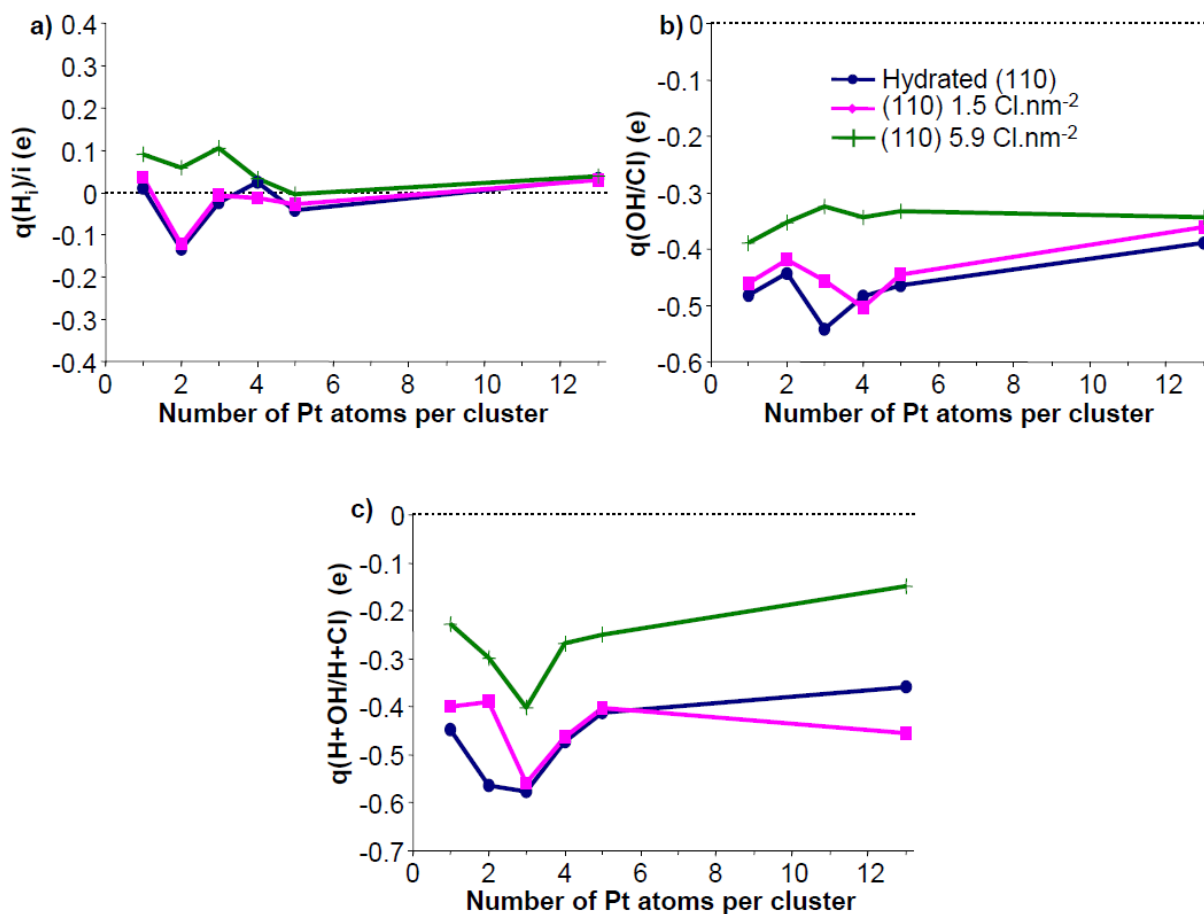 a)
0.4
0.3
0.2
0.1
0
-0.1
-0.2
-0.3
-0.4
q(Hi)/i (e)
0 2 4 6 8 10 12
Number of Pt atoms per cluster
b)
0
-0.1
-0.2
-0.3
-0.4
-0.5
-0.6
q(OH/Cl) (e)
Hydrated (110)
(110) 1.5 Cl.nm-2
(110) 5.9 Cl.nm-2
0 2 4 6 8 10 12
Number of Pt atoms per cluster
c)
0
-0.1
-0.2
-0.3
-0.4
-0.5
-0.6
-0.7
q(H+OH/H+Cl) (e)
0 2 4 6 8 10 12
Number of Pt atoms per cluster